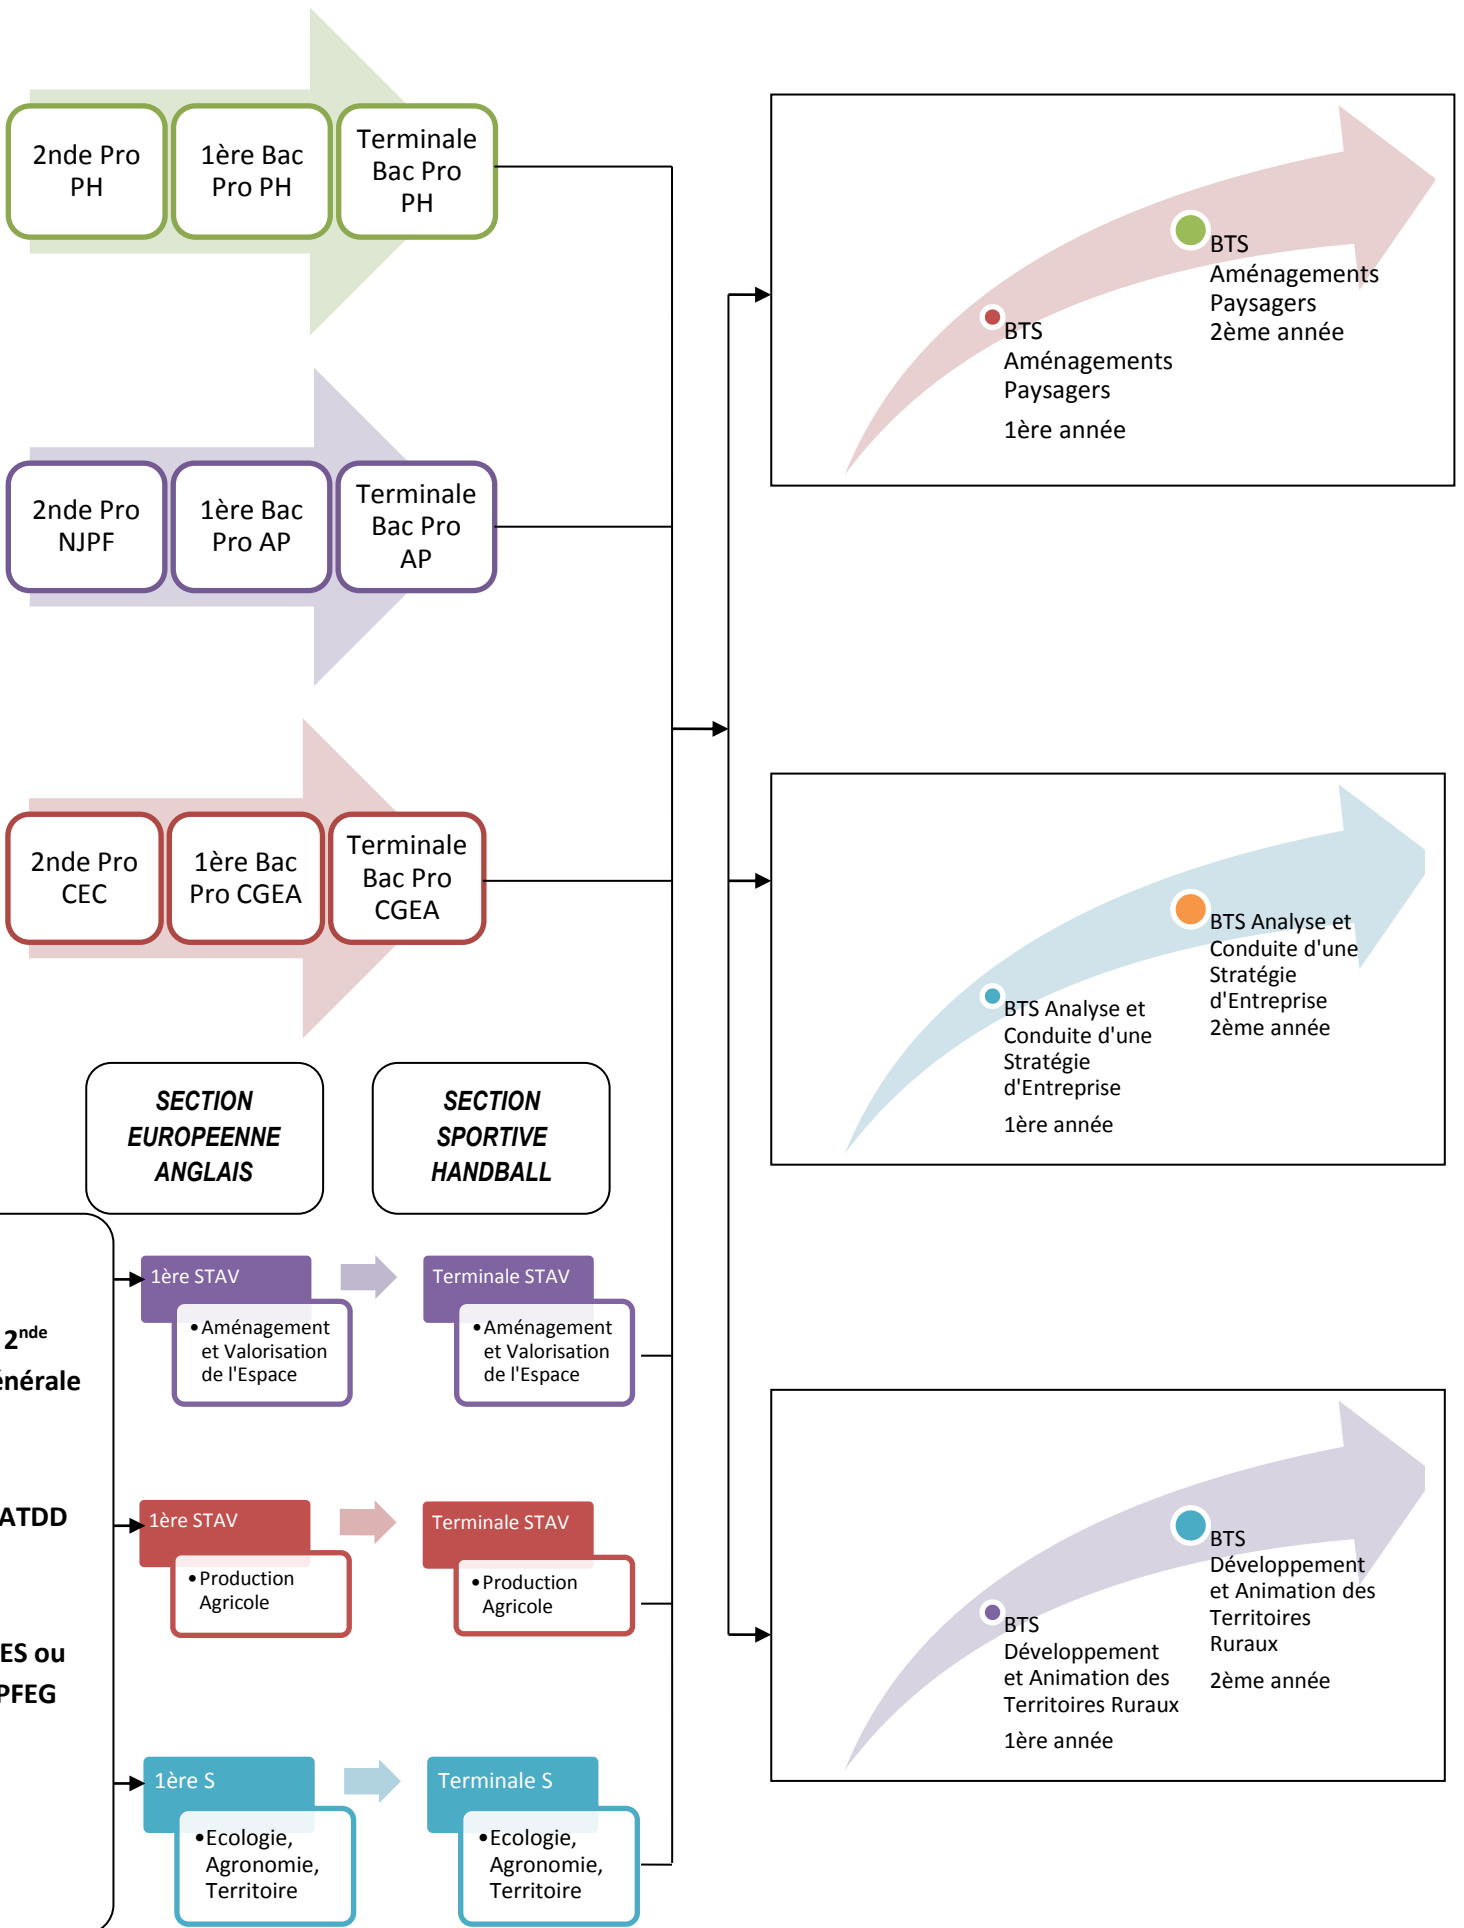 2nde Pro
PH
1ère Bac
Pro PH
Terminale
Bac Pro
PH
2nde Pro
NJPF
1ère Bac
Pro AP
Terminale
Bac Pro
AP
2nde Pro
CEC
1ère Bac
Pro CGEA
Terminale
Bac Pro
CGEA
SECTION
EUROPEENNE
ANGLAIS
SECTION
SPORTIVE
HANDBALL
2nde
énérale
ATDD
ES ou
PFEG
1ère STAV
•Aménagement
et Valorisation
de l'Espace
Terminale STAV
•Aménagement
et Valorisation
de l'Espace
1ère STAV
•Production
Agricole
Terminale STAV
•Production
Agricole
1ère S
•Ecologie,
Agronomie,
Territoire
Terminale S
•Ecologie,
Agronomie,
Territoire
BTS
Aménagements
Paysagers
1ère année
BTS
Aménagements
Paysagers
2ème année
BTS Analyse et
Conduite d'une
Stratégie
d'Entreprise
1ère année
BTS Analyse et
Conduite d'une
Stratégie
d'Entreprise
2ème année
BTS
Développement
et Animation des
Territoires Ruraux
1ère année
BTS
Développement
et Animation des
Territoires
Ruraux
2ème année